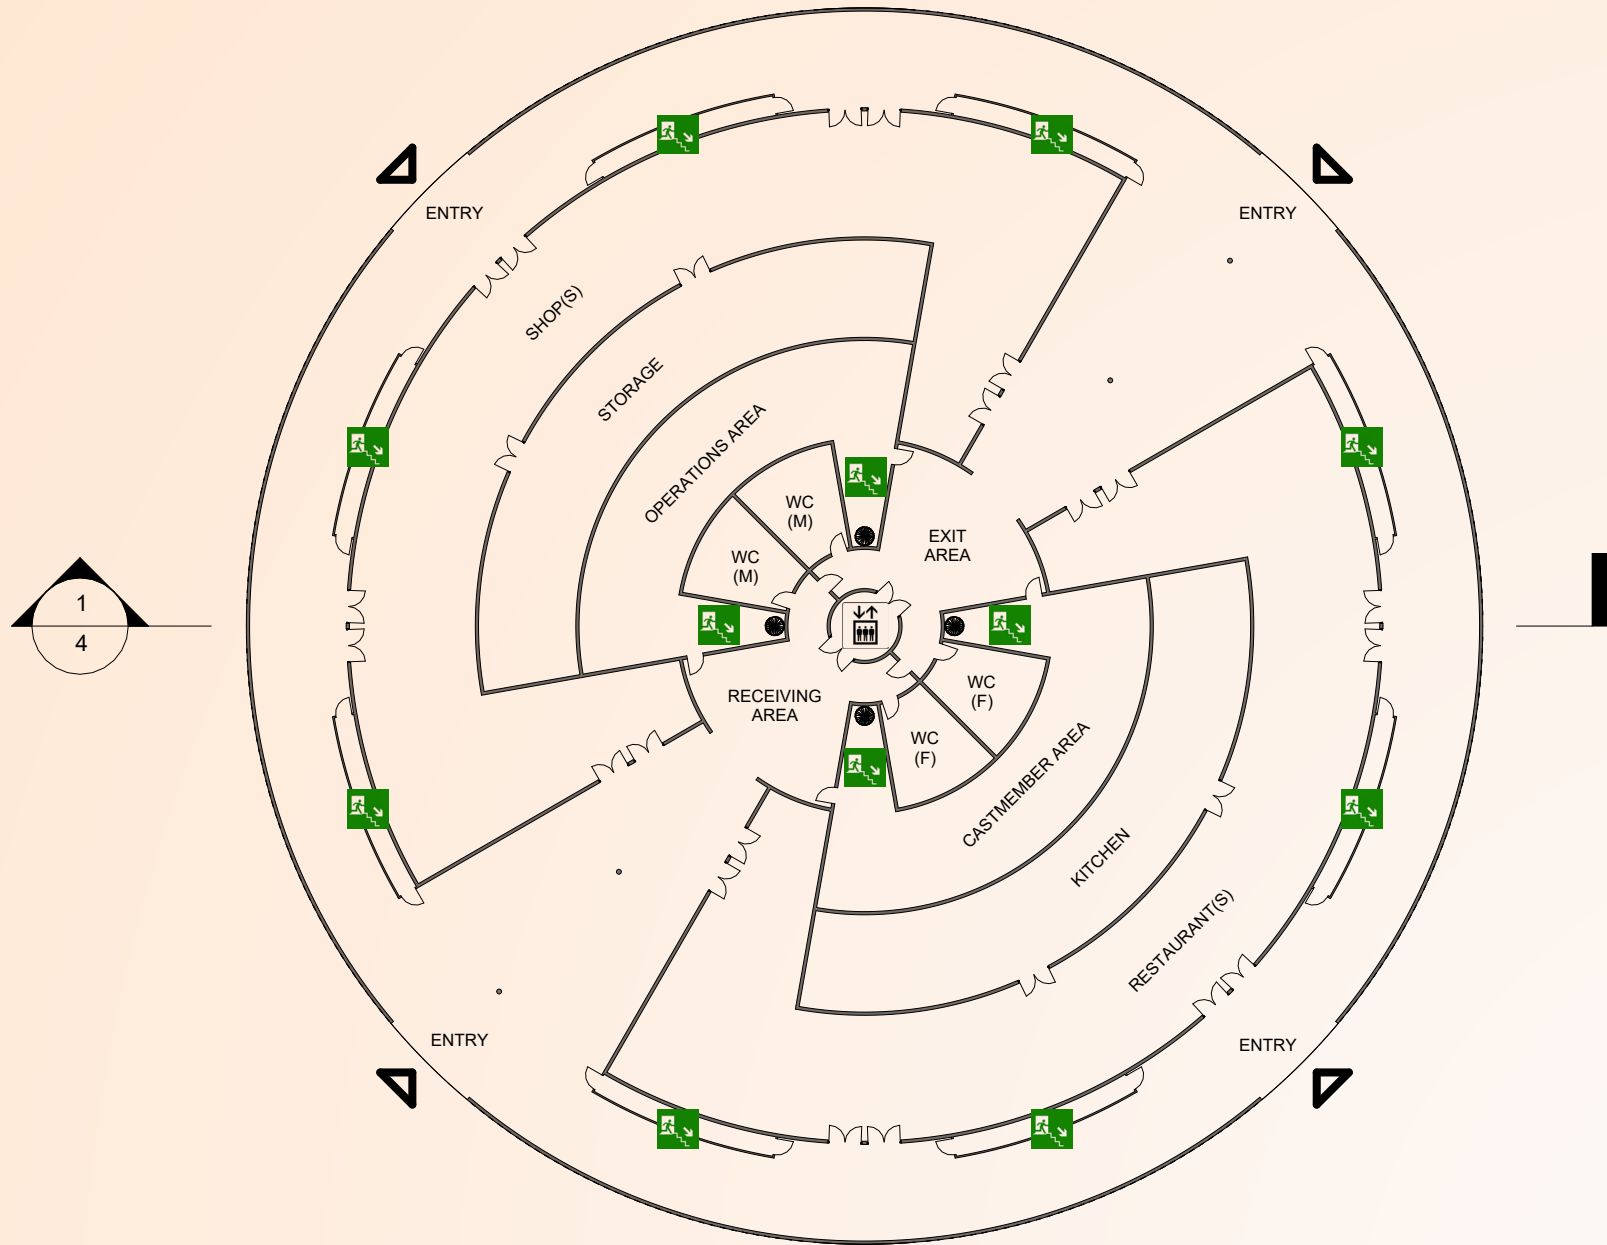 ENTRY
ENTRY
SHOP(S)
STORAGE
OPERATIONS AREA
WC
(M)
WC
(M)
EXIT
AREA
1
4
RECEIVING
AREA
WC
(F)
WC
(F)
CASTMEMBER AREA
KITCHEN
RESTAURANT(S)
ENTRY
ENTRY